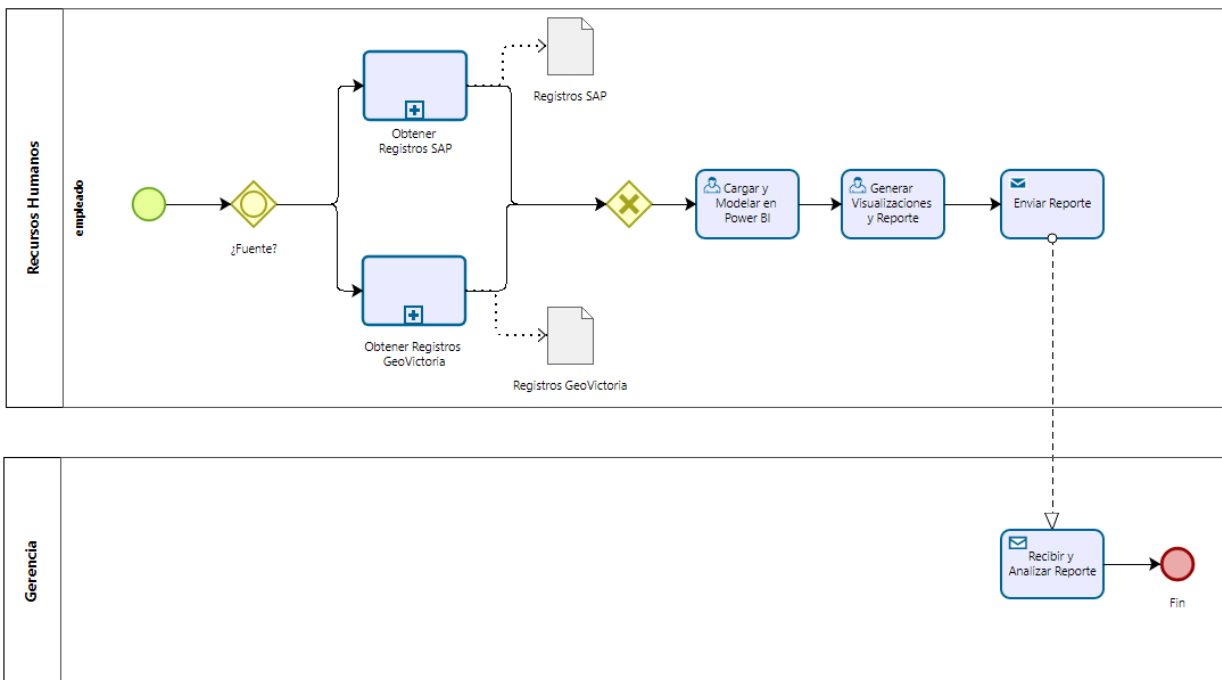 Recursos Humanos
empleado
¿Fuente?
Obtener
Registros SAP
Registros SAP
Obtener Registros
GeoVictoria
Registros GeoVictoria
Cargar y
Modelar en
Power BI
Generar
Visualizaciones
y Reporte
Enviar Reporte
Gerencia
Recibir y
Analizar Reporte
Fin